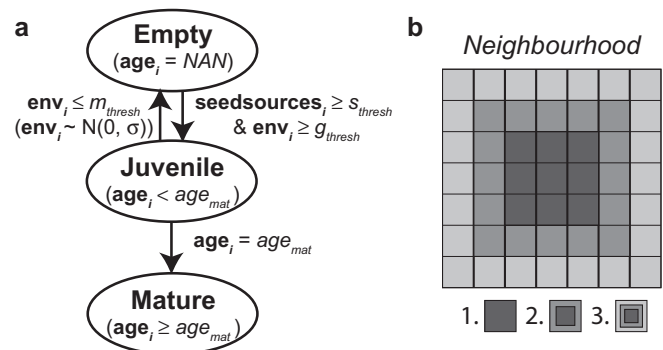 a
Empty
(age_i = NAN)
env_i ≤ m_thresh
(env_i ~ N(0, σ))
seedsources_i ≥ s_thresh
& env_i ≥ g_thresh
Juvenile
(age_i < age_mat)
age_i = age_mat
Mature
(age_i ≥ age_mat)
b
Neighbourhood
1. 2. 3.